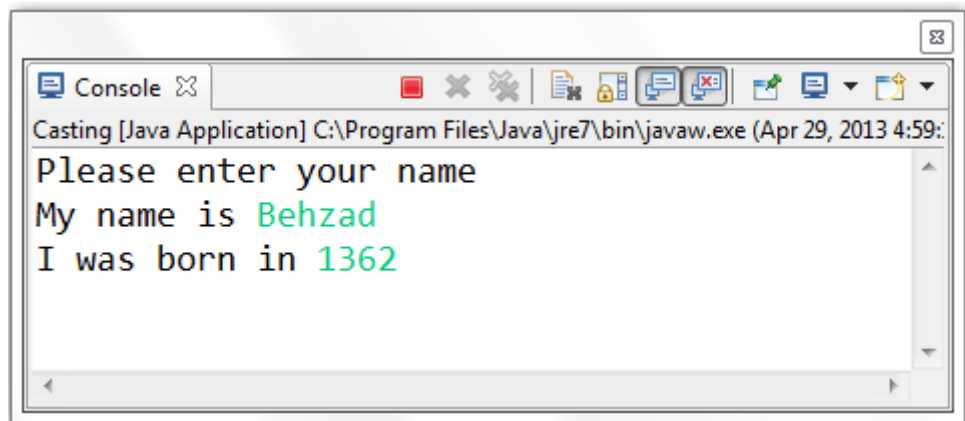 Console
Casting [Java Application] C:\Program Files\Java\jre7\bin\javaw.exe (Apr 29, 2013 4:59:
Please enter your name
My name is Behzad
I was born in 1362